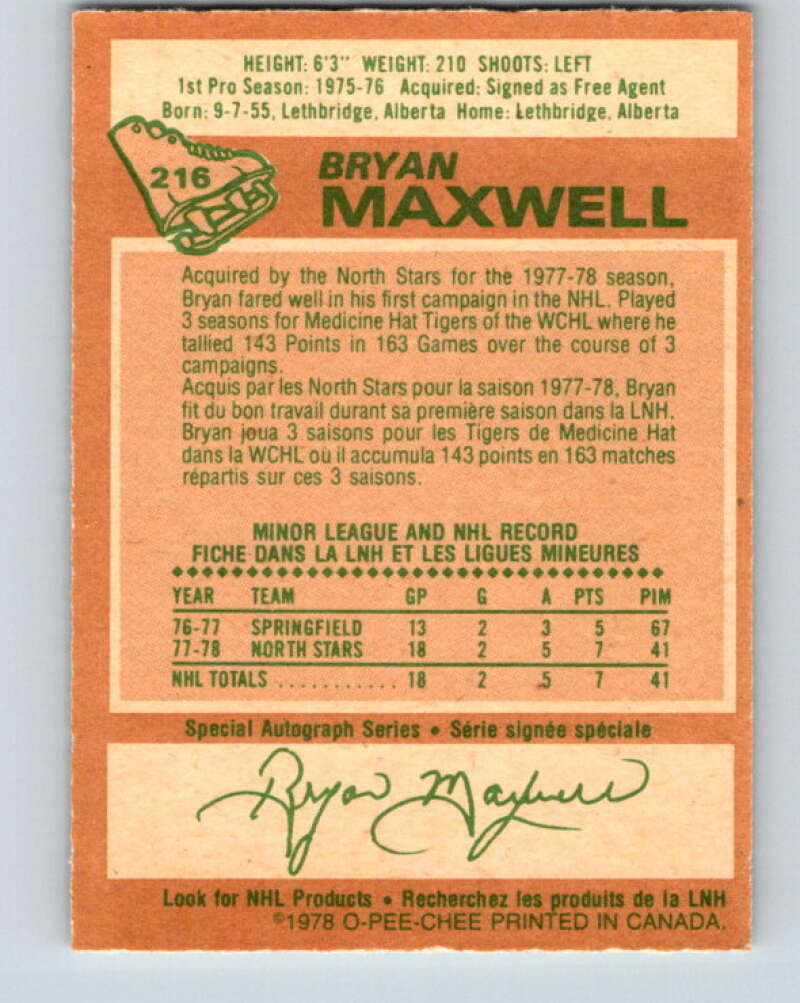 HEIGHT: 6'3" WEIGHT: 210 SHOOTS: LEFT
1st Pro Season: 1975-76 Acquired: Signed as Free Agent
Born: 9-7-55, Lethbridge, Alberta Home: Lethbridge, Alberta
216
BRYAN
MAXWELL
Acquired by the North Stars for the 1977-78 season,
Bryan fared well in his first campaign in the NHL. Played
3 seasons for Medicine Hat Tigers of the WCHL where he
tallied 143 Points in 163 Games over the course of 3
campaigns.
Acquis par les North Stars pour la saison 1977-78, Bryan
fit du bon travail durant sa première saison dans la LNH.
Bryan joua 3 saisons pour les Tigers de Medicine Hat
dans la WCHL où il accumula 143 points en 163 matches
répartis sur ces 3 saisons.
MINOR LEAGUE AND NHL RECORD
FICHE DANS LA LNH ET LES LIGUES MINEURES
YEAR TEAM GP G A PTS PIM
76-77 SPRINGFIELD 13 2 3 5 67
77-78 NORTH STARS 18 2 5 7 41
NHL TOTALS ........... 18 2 5 7 41
Special Autograph Series • Série signée spéciale
Bryan Maxwell
Look for NHL Products • Recherchez les produits de la LNH
©1978 O-PEE-CHEE PRINTED IN CANADA.